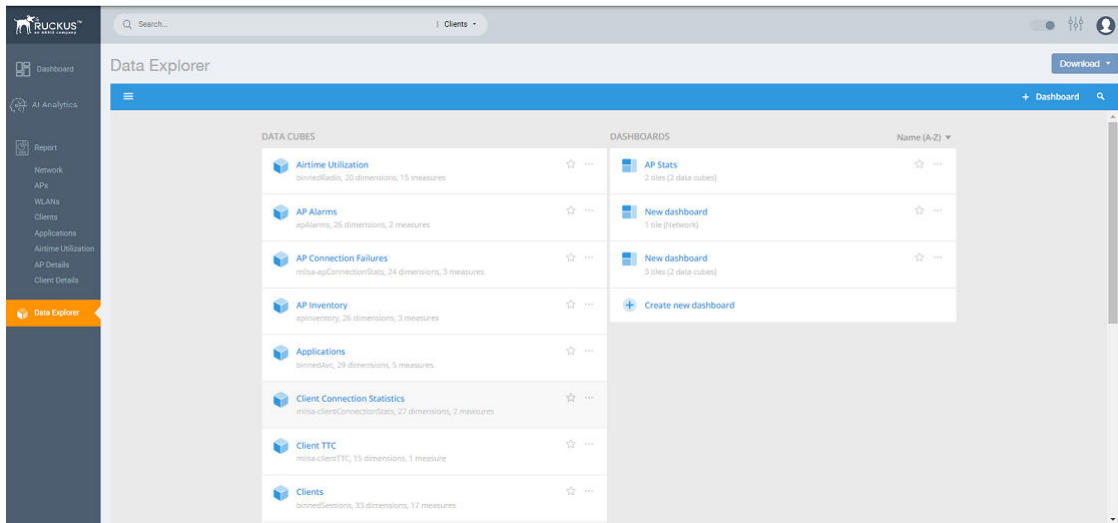 RUCKUS™
an ARRIS company
Search...
Clients
Dashboard
AI Analytics
Report
Network
APs
WLANs
Clients
Applications
Airtime Utilization
AP Details
Client Details
Data Explorer
Data Explorer
Download
+ Dashboard
DATA CUBES
Airtime Utilization
binnedRadio, 20 dimensions, 15 measures
AP Alarms
apAlarms, 26 dimensions, 2 measures
AP Connection Failures
mlisa-apConnectionStats, 24 dimensions, 3 measures
AP Inventory
apInventory, 26 dimensions, 3 measures
Applications
binnedAvc, 29 dimensions, 5 measures
Client Connection Statistics
mlisa-clientConnectionStats, 27 dimensions, 2 measures
Client TTC
mlisa-clientTTC, 15 dimensions, 1 measure
Clients
binnedSessions, 33 dimensions, 17 measures
DASHBOARDS
Name (A-Z)
AP Stats
2 tiles (2 data cubes)
New dashboard
1 tile (Network)
New dashboard
3 tiles (2 data cubes)
Create new dashboard